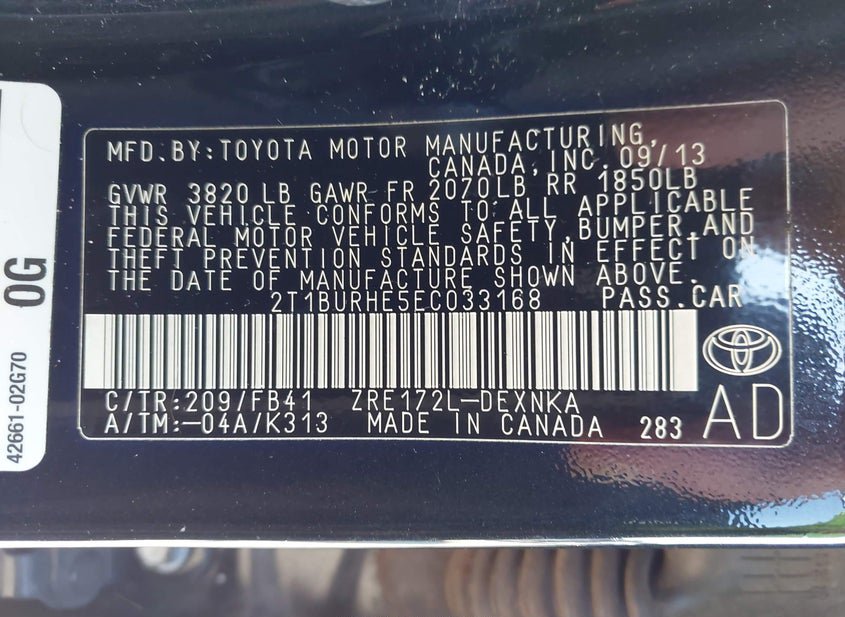 MFD.BY:TOYOTA MOTOR MANUFACTURING,
CANADA,INC. 09/13
GVWR 3820 LB GAWR FR 2070LB RR 1850LB
THIS VEHICLE CONFORMS TO ALL APPLICABLE
FEDERAL MOTOR VEHICLE SAFETY,BUMPER,AND
THEFT PREVENTION STANDARDS IN EFFECT ON
THE DATE OF MANUFACTURE SHOWN ABOVE.
2T1BURHE5EC033168 PASS.CAR
C/TR:209/FB41 ZRE172L-DEXNKA
A/TM:-04A/K313 MADE IN CANADA 283 AD
0G
42661-02G70